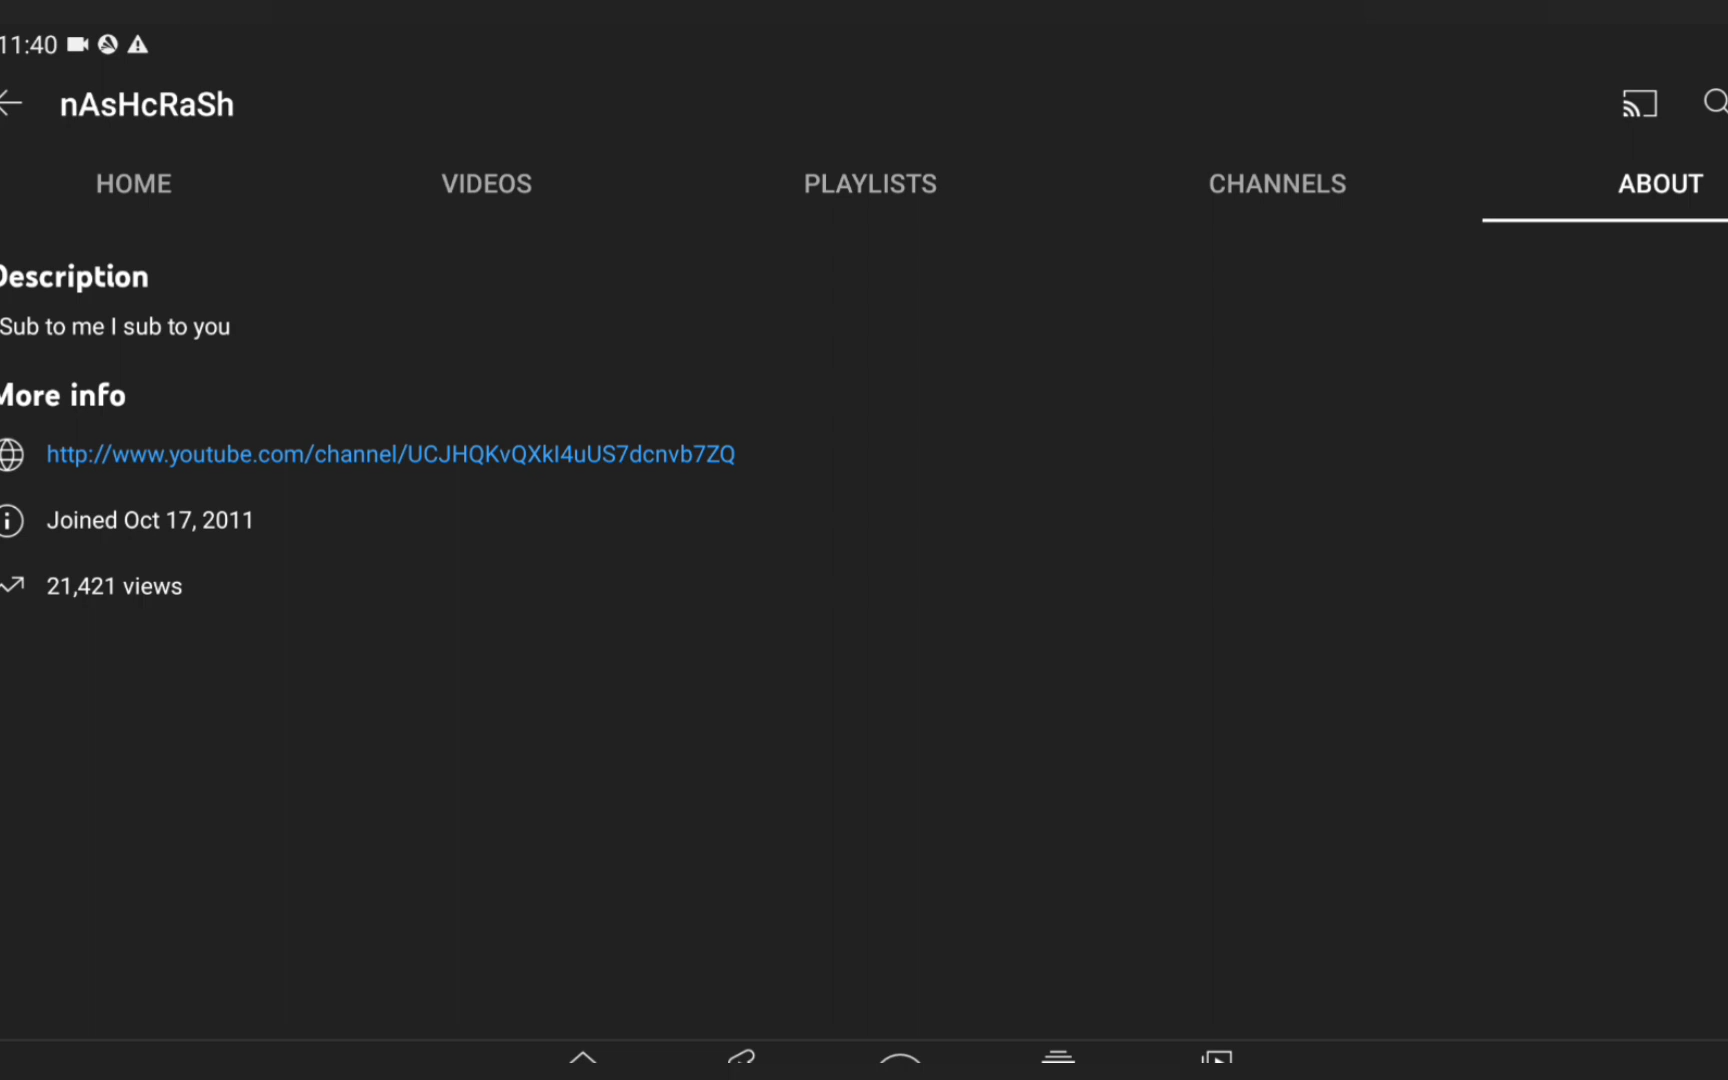 11:40
nAsHcRaSh
HOME VIDEOS PLAYLISTS CHANNELS ABOUT
Description
Sub to me I sub to you
More info
http://www.youtube.com/channel/UCJHQKvQXkI4uUS7dcnvb7ZQ
Joined Oct 17, 2011
21,421 views